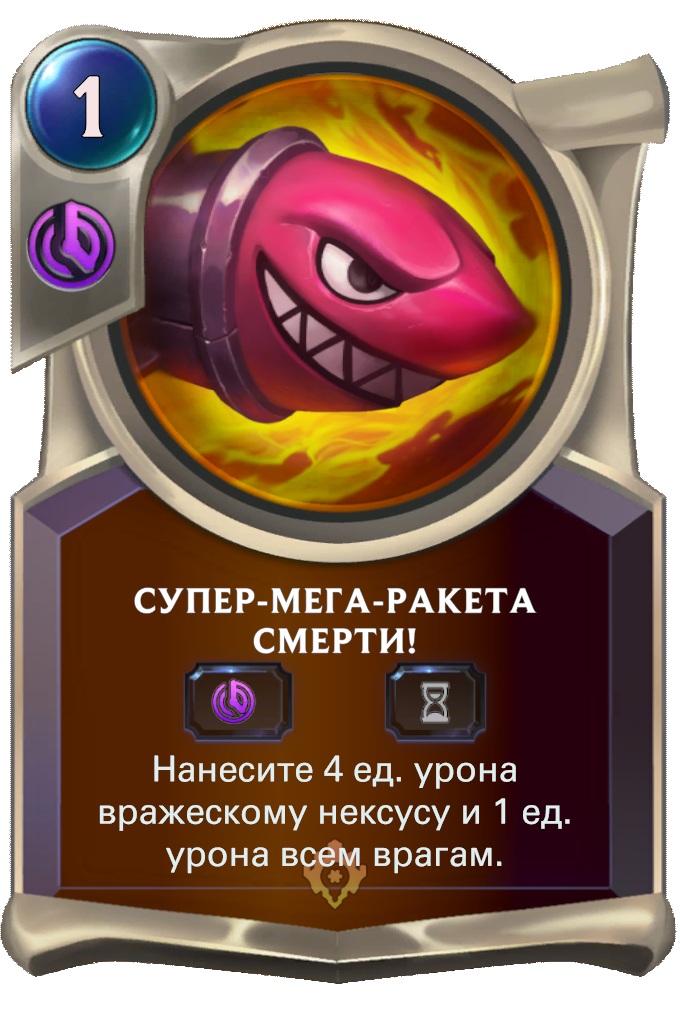 1
СУПЕР-МЕГА-РАКЕТА
СМЕРТИ!
Нанесите 4 ед. урона
вражескому нексусу и 1 ед.
урона всем врагам.